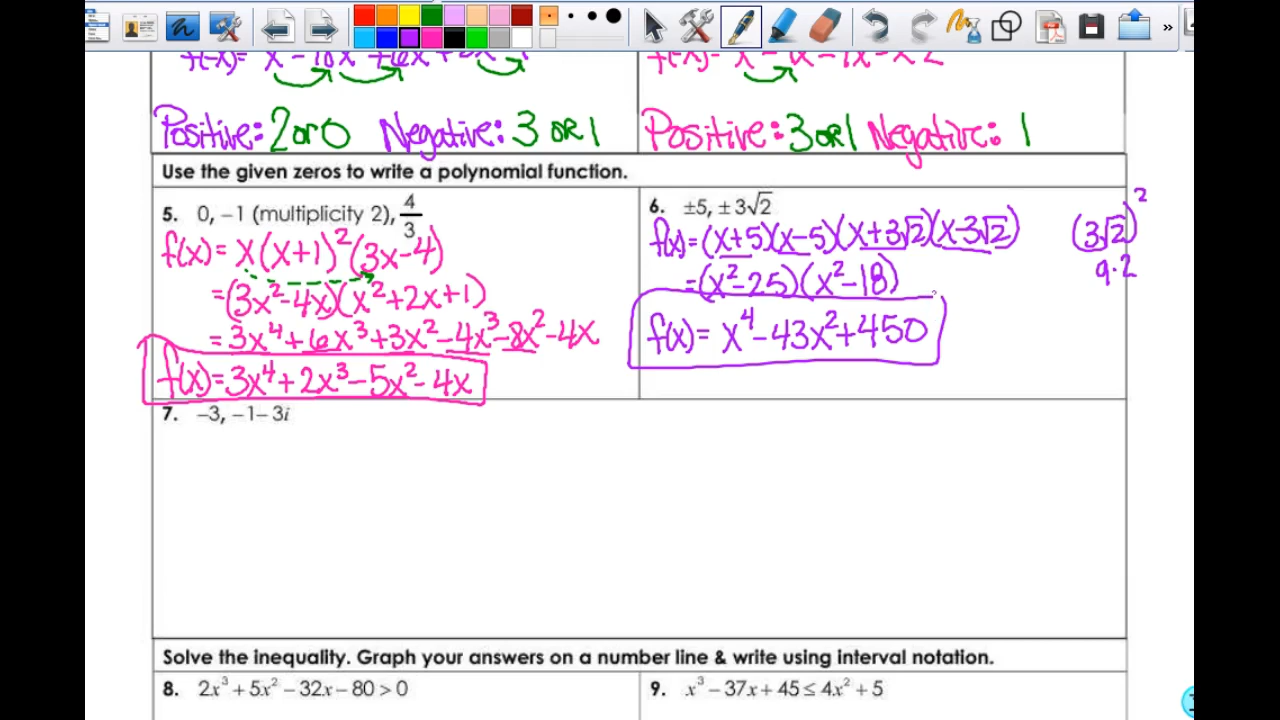 Positive: 2 or 0 Negative: 3 OR 1
Positive: 3 OR 1 Negative: 1
Use the given zeros to write a polynomial function.
5. 0, −1 (multiplicity 2), 4/3
f(x) = x(x+1)²(3x−4)
=(3x²−4x)(x²+2x+1)
= 3x⁴+6x³+3x²−4x³−8x²−4x
f(x)=3x⁴+2x³−5x²−4x
6. ±5, ±3√2
f(x)=(x+5)(x−5)(x+3√2)(x−3√2)
(3√2)²
9·2
=(x²−25)(x²−18)
f(x)= x⁴−43x²+450
7. −3, −1−3i
Solve the inequality. Graph your answers on a number line & write using interval notation.
8. 2x³+5x²−32x−80>0
9. x³−37x+45≤4x²+5